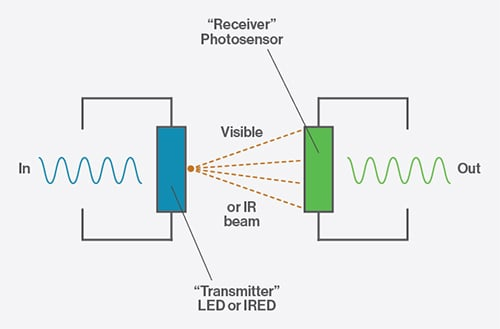 “Receiver”
Photosensor
Visible
In
Out
or IR
beam
“Transmitter”
LED or IRED